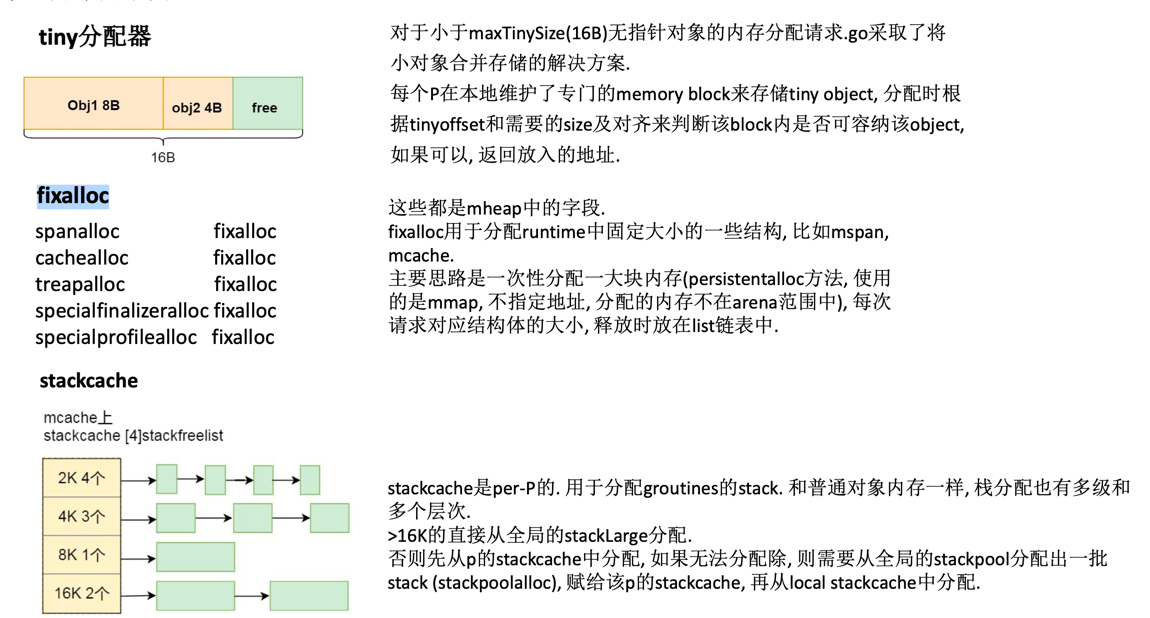 tiny分配器
Obj1 8B
obj2 4B
free
16B
对于小于maxTinySize(16B)无指针对象的内存分配请求.go采取了将
小对象合并存储的解决方案.
每个P在本地维护了专门的memory block来存储tiny object, 分配时根
据tinyoffset和需要的size及对齐来判断该block内是否可容纳该object,
如果可以, 返回放入的地址.
fixalloc
spanalloc fixalloc
cachealloc fixalloc
treapalloc fixalloc
specialfinalizeralloc fixalloc
specialprofilealloc fixalloc
这些都是mheap中的字段.
fixalloc用于分配runtime中固定大小的一些结构, 比如mspan,
mcache.
主要思路是一次性分配一大块内存(persistentalloc方法, 使用
的是mmap, 不指定地址, 分配的内存不在arena范围中), 每次
请求对应结构体的大小, 释放时放在list链表中.
stackcache
mcache上
stackcache [4]stackfreelist
2K 4个
4K 3个
8K 1个
16K 2个
stackcache是per-P的. 用于分配groutines的stack. 和普通对象内存一样, 栈分配也有多级和
多个层次.
>16K的直接从全局的stackLarge分配.
否则先从p的stackcache中分配, 如果无法分配除, 则需要从全局的stackpool分配出一批
stack (stackpoolalloc), 赋给该p的stackcache, 再从local stackcache中分配.